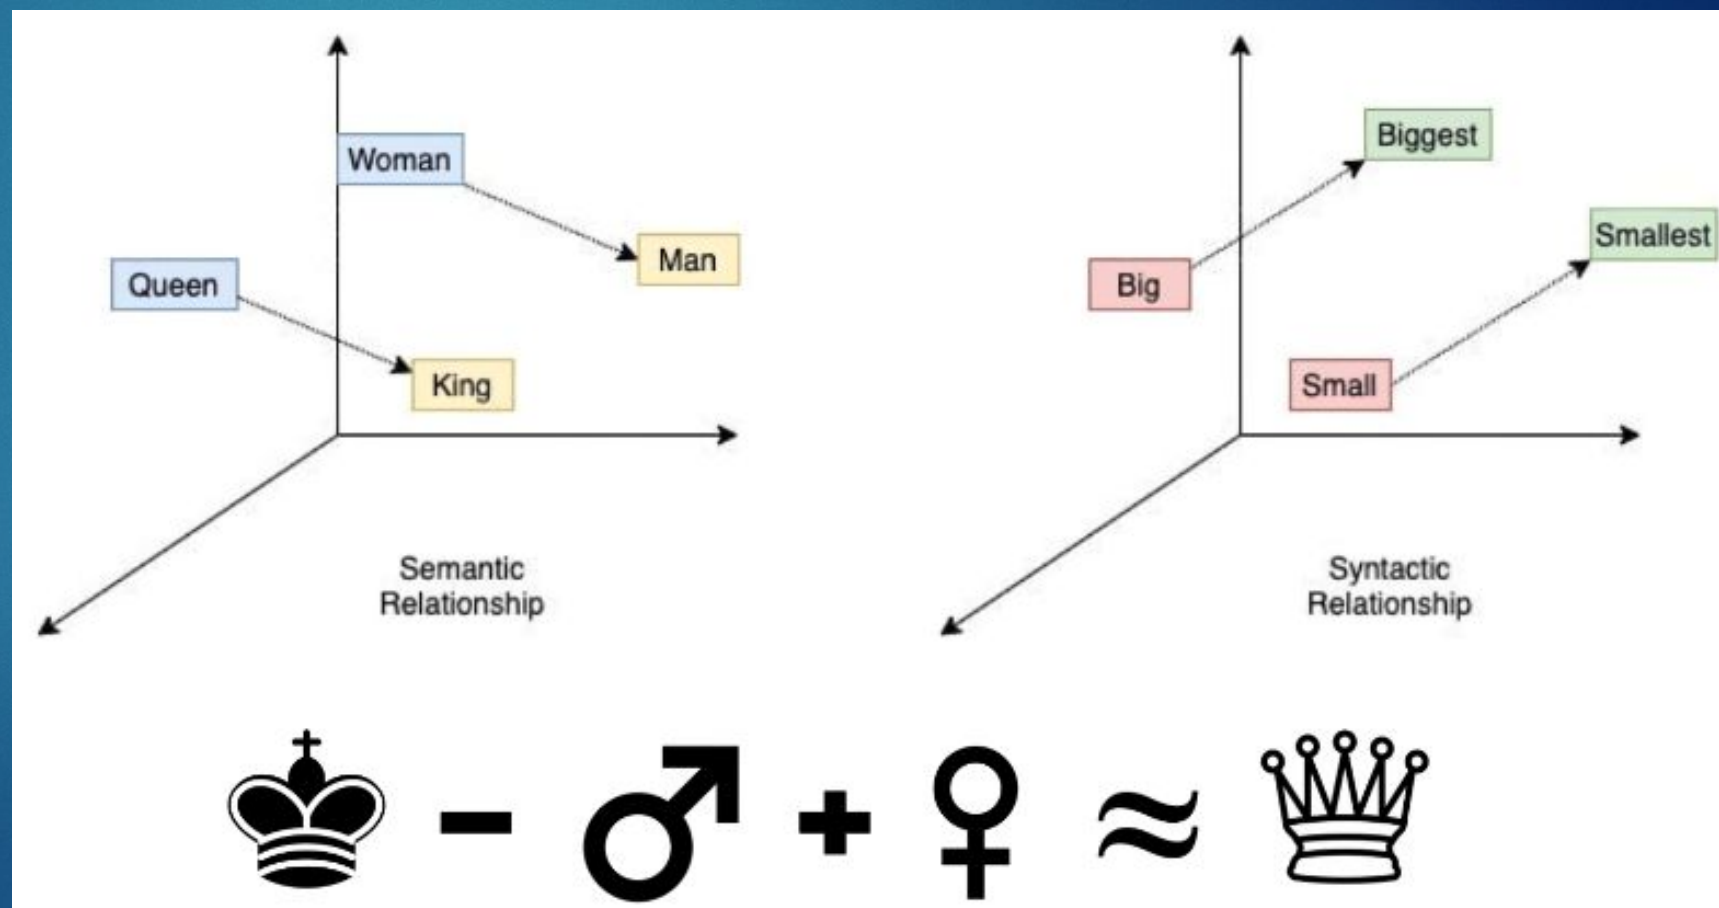 Woman
Man
Queen
King
Semantic
Relationship
Biggest
Smallest
Big
Small
Syntactic
Relationship
- ♂ + ♀ ≈